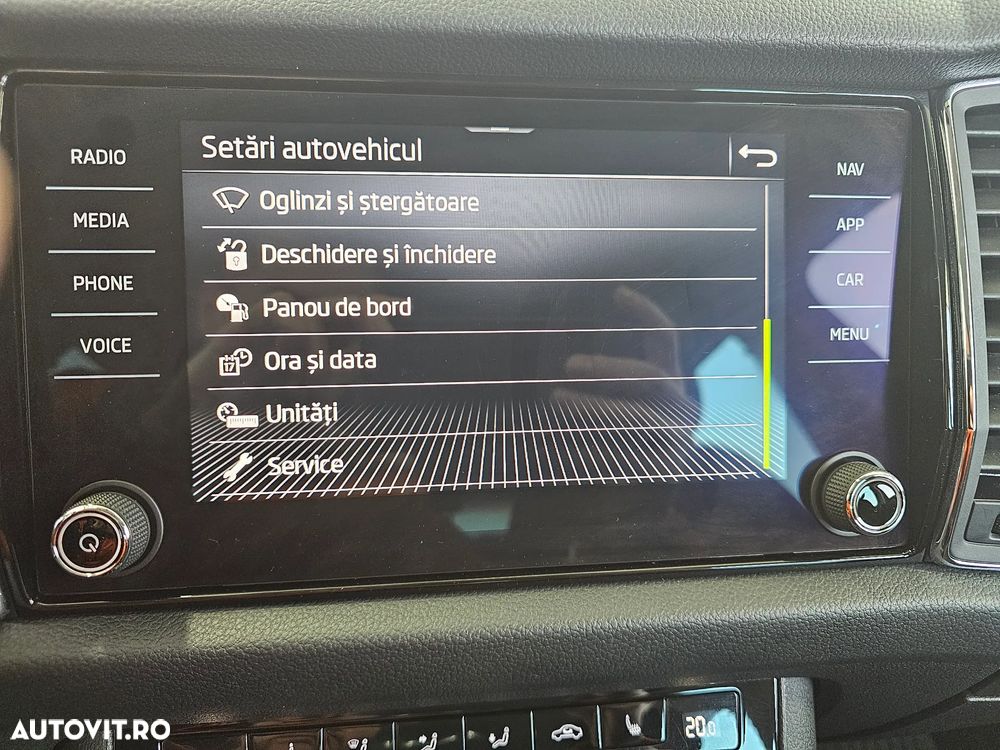 Setări autovehicul
RADIO
MEDIA
PHONE
VOICE
Oglinzi și ștergătoare
Deschidere și închidere
Panou de bord
17
Ora și data
Unități
Service
NAV
APP
CAR
MENU
20.0
AUTOVIT.RO